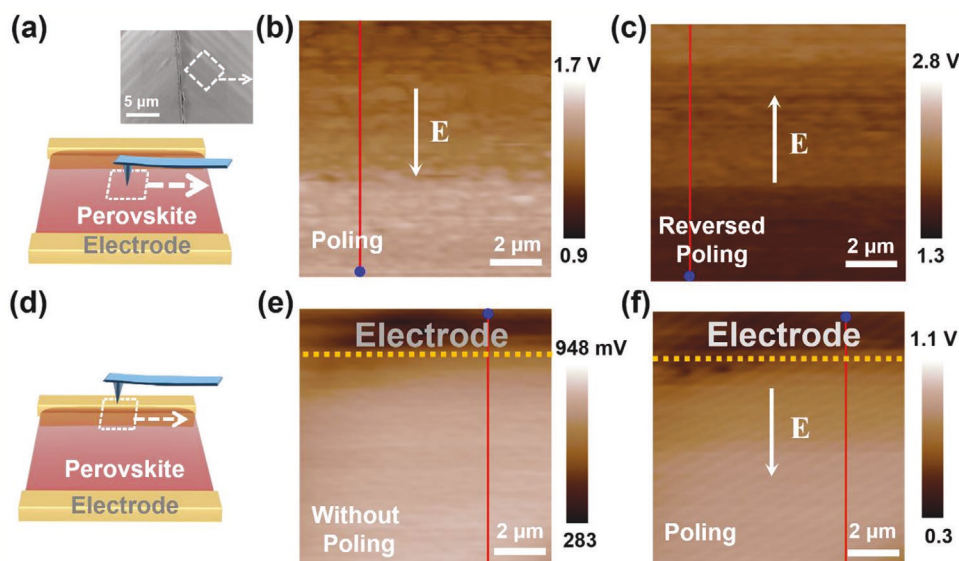 (a)
5 μm
Perovskite
Electrode
(b)
E
Poling
2 μm
1.7 V
0.9
(c)
E
Reversed
Poling
2 μm
2.8 V
1.3
(d)
Perovskite
Electrode
(e)
Electrode
Without
Poling
2 μm
948 mV
283
(f)
Electrode
E
Poling
2 μm
1.1 V
0.3